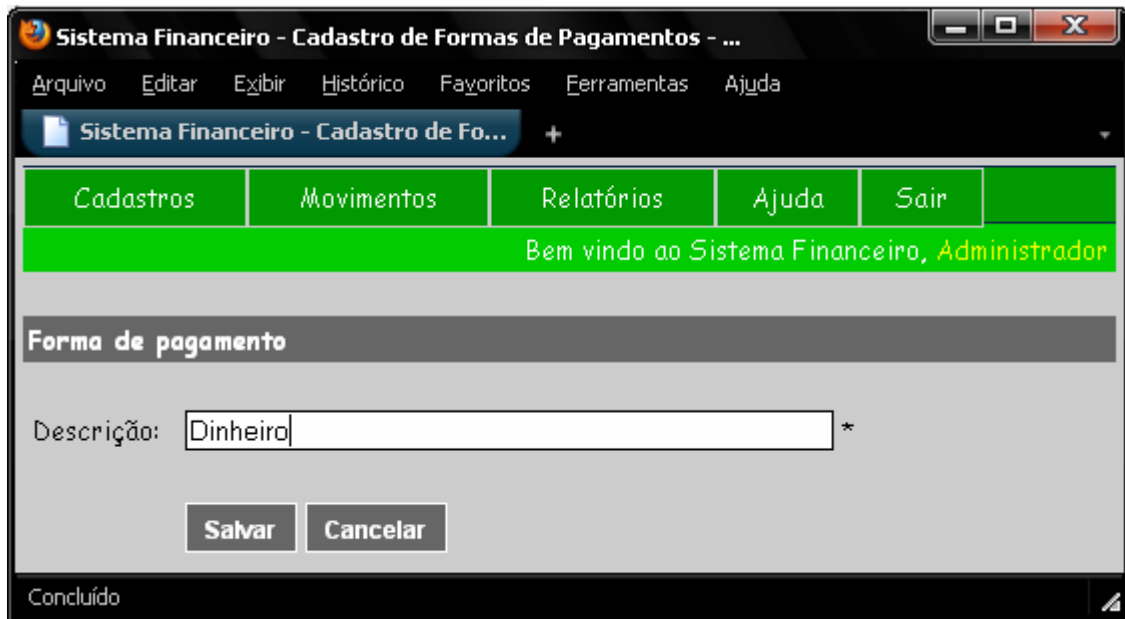 Sistema Financeiro - Cadastro de Formas de Pagamentos - ...
Arquivo Editar Exibir Histórico Favoritos Ferramentas Ajuda
Sistema Financeiro - Cadastro de Fo... +
Cadastros Movimentos Relatórios Ajuda Sair
Bem vindo ao Sistema Financeiro, Administrador
Forma de pagamento
Descrição: Dinheiro *
Salvar Cancelar
Concluído